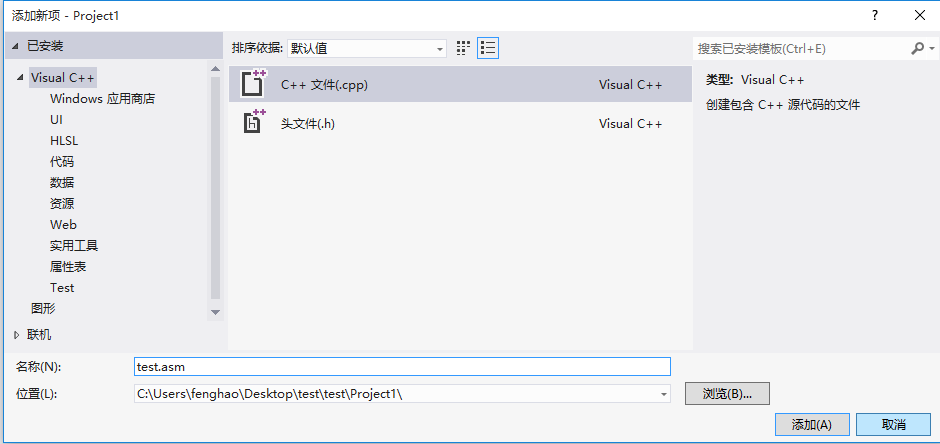 添加新项 - Project1
? ×
已安装
排序依据: 默认值
搜索已安装模板(Ctrl+E)
Visual C++
Windows 应用商店
UI
HLSL
代码
数据
资源
Web
实用工具
属性表
Test
图形
联机
C++ 文件(.cpp) Visual C++
头文件(.h) Visual C++
类型: Visual C++
创建包含 C++ 源代码的文件
名称(N): test.asm
位置(L): C:\Users\fenghao\Desktop\test\test\Project1\ 浏览(B)...
添加(A) 取消